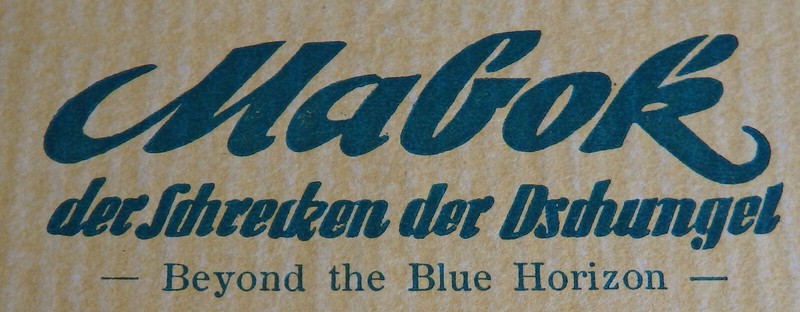 Mabok
der Schrecken der Dschungel
— Beyond the Blue Horizon —